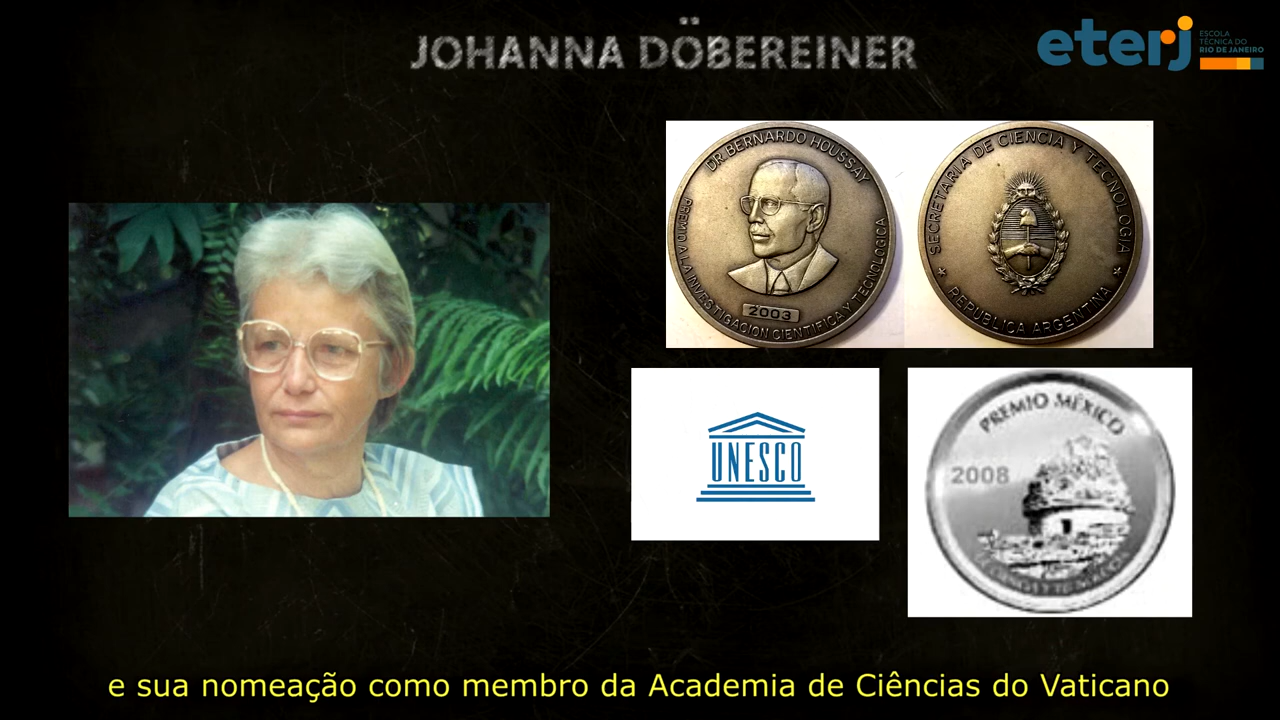 JOHANNA DÖBEREINER
eterj
ESCOLA
TÉCNICA DO
RIO DE JANEIRO
DR BERNARDO HOUSSAY
PREMIO A LA INVESTIGACION CIENTIFICA Y TECNOLOGICA
2003
SECRETARIA DE CIENCIA Y TECNOLOGIA
REPUBLICA ARGENTINA
UNESCO
PREMIO MÉXICO
2008
e sua nomeação como membro da Academia de Ciências do Vaticano